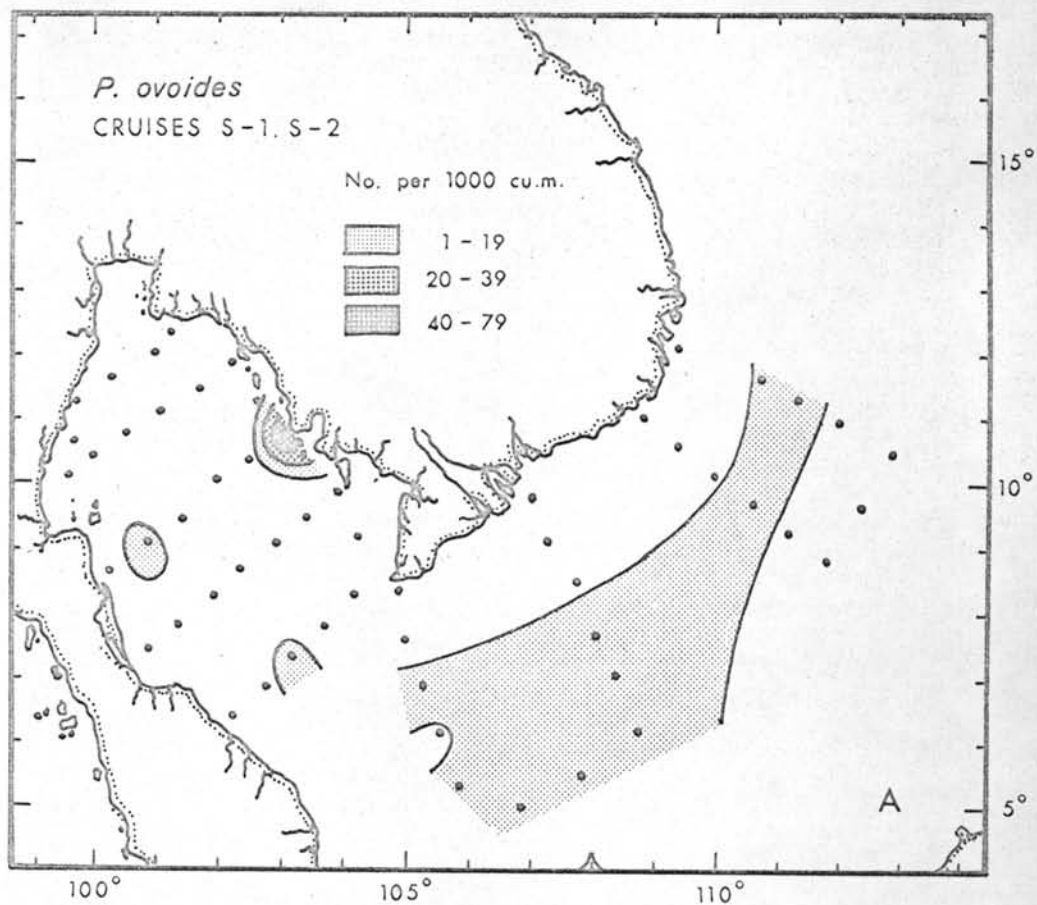 P. ovoides
CRUISES S-1, S-2
No. per 1000 cu.m.
1 - 19
20 - 39
40 - 79
15°
10°
5°
A
100°
105°
110°